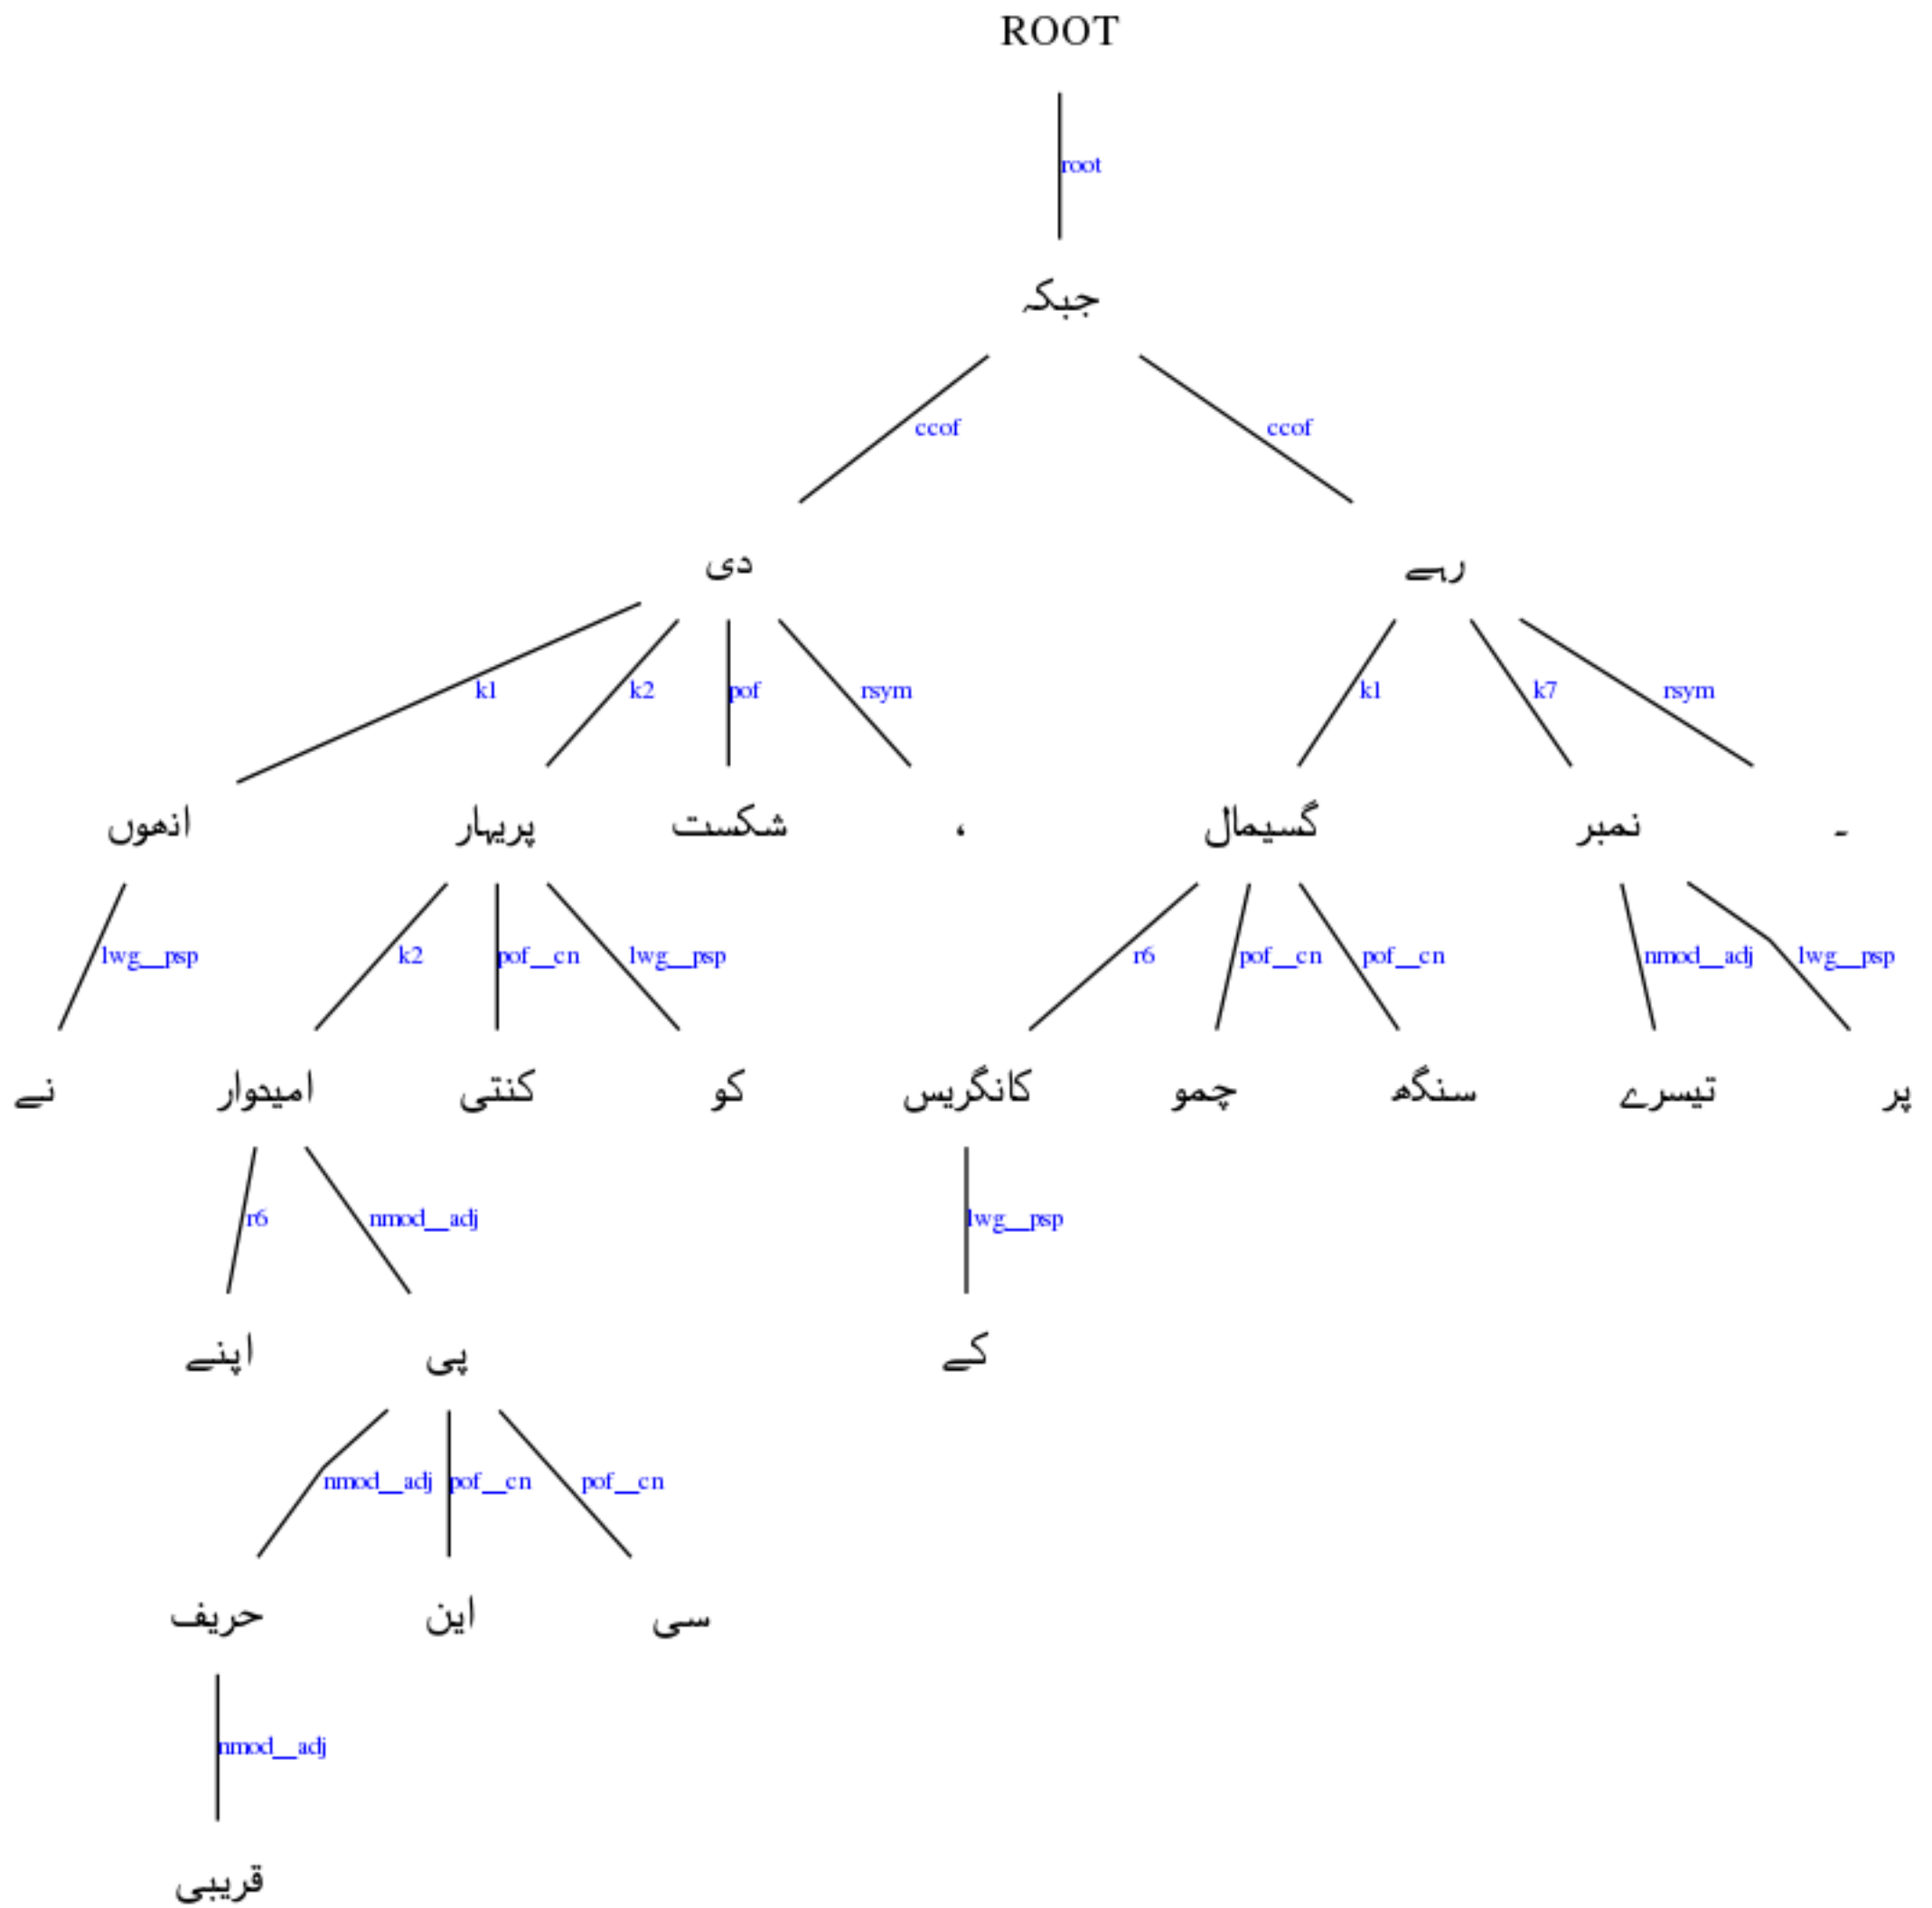 ROOT
root
جبکہ
ccof ccof
دی رہے
k1 k2 pof rsym k1 k7 rsym
انھوں پریہار شکست ، گسیمال نمبر ۔
lwg__psp k2 pof__cn lwg__psp r6 pof__cn pof__cn nmod__adj lwg__psp
نے امیدوار کنتی کو کانگریس چمو سنگھ تیسرے پر
r6 nmod__adj lwg__psp
اپنے پی کے
nmod__adj pof__cn pof__cn
حریف این سی
nmod__adj
قریبی